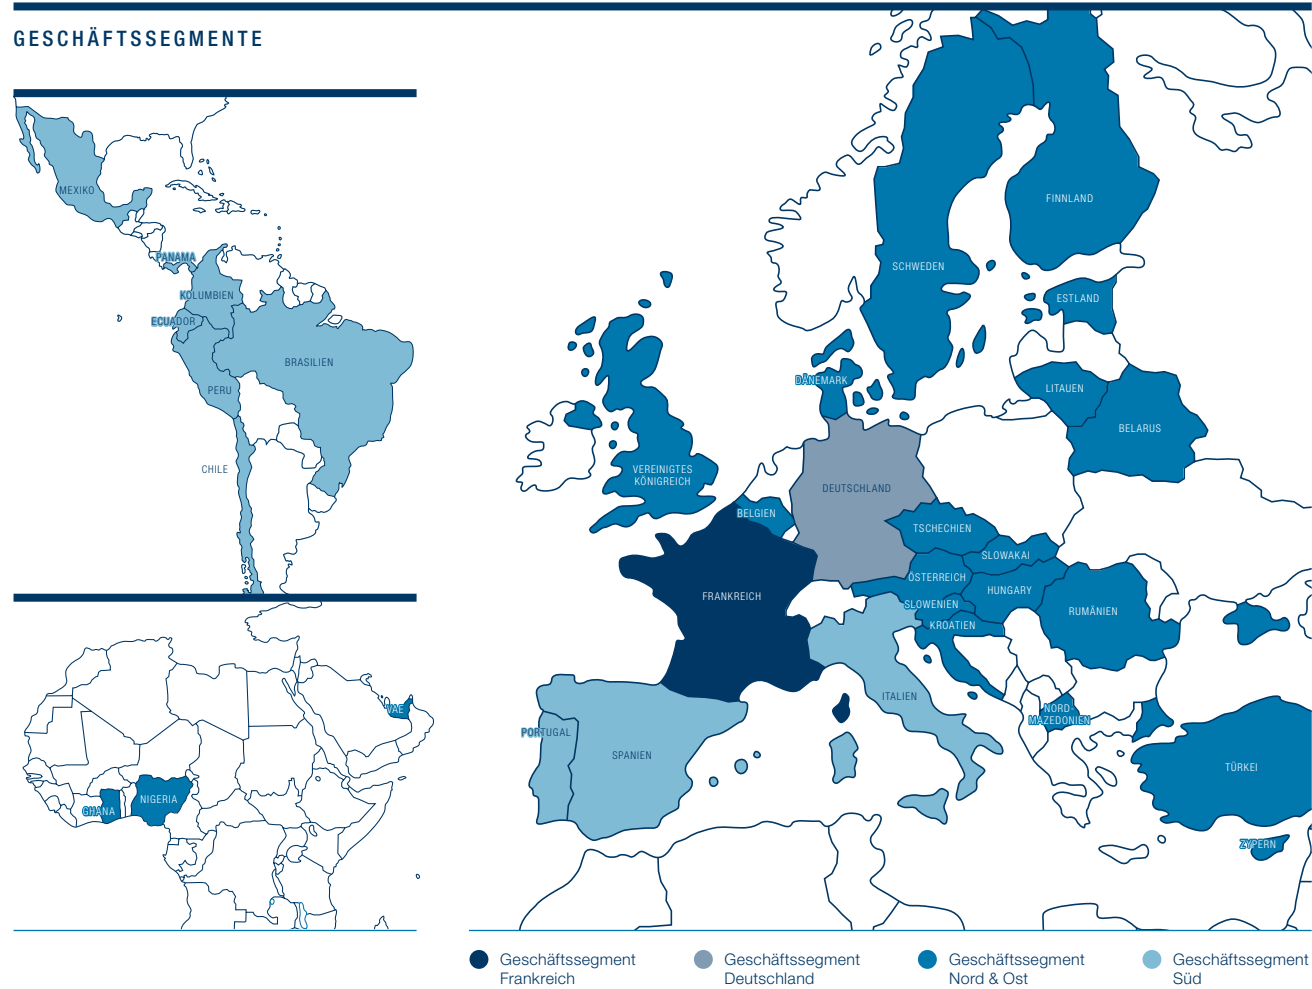 GESCHÄFTSSEGMENTE
MEXIKO
PANAMA
KOLUMBIEN
ECUADOR
BRASILIEN
PERU
CHILE
VAE
NIGERIA
GHANA
FINNLAND
SCHWEDEN
ESTLAND
DÄNEMARK
LITAUEN
BELARUS
VEREINIGTES
KÖNIGREICH
DEUTSCHLAND
BELGIEN
TSCHECHIEN
SLOWAKAI
ÖSTERREICH
HUNGARY
FRANKREICH
SLOWENIEN
RUMÄNIEN
KROATIEN
ITALIEN
NORD-
MAZEDONIEN
PORTUGAL
SPANIEN
TÜRKEI
ZYPERN
Geschäftssegment
Frankreich
Geschäftssegment
Deutschland
Geschäftssegment
Nord & Ost
Geschäftssegment
Süd